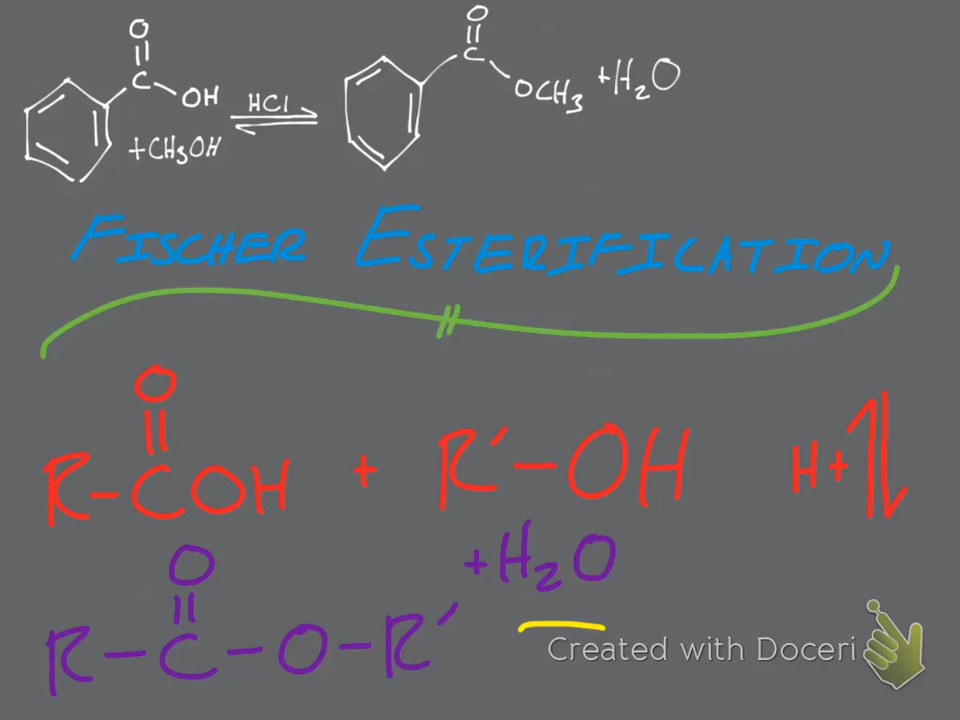 O O
C OH HCl C OCH3 +H2O
+CH3OH
FISCHER ESTERIFICATION
O
R-COH + R'-OH H+
O +H2O
R-C-O-R'
Created with Doceri